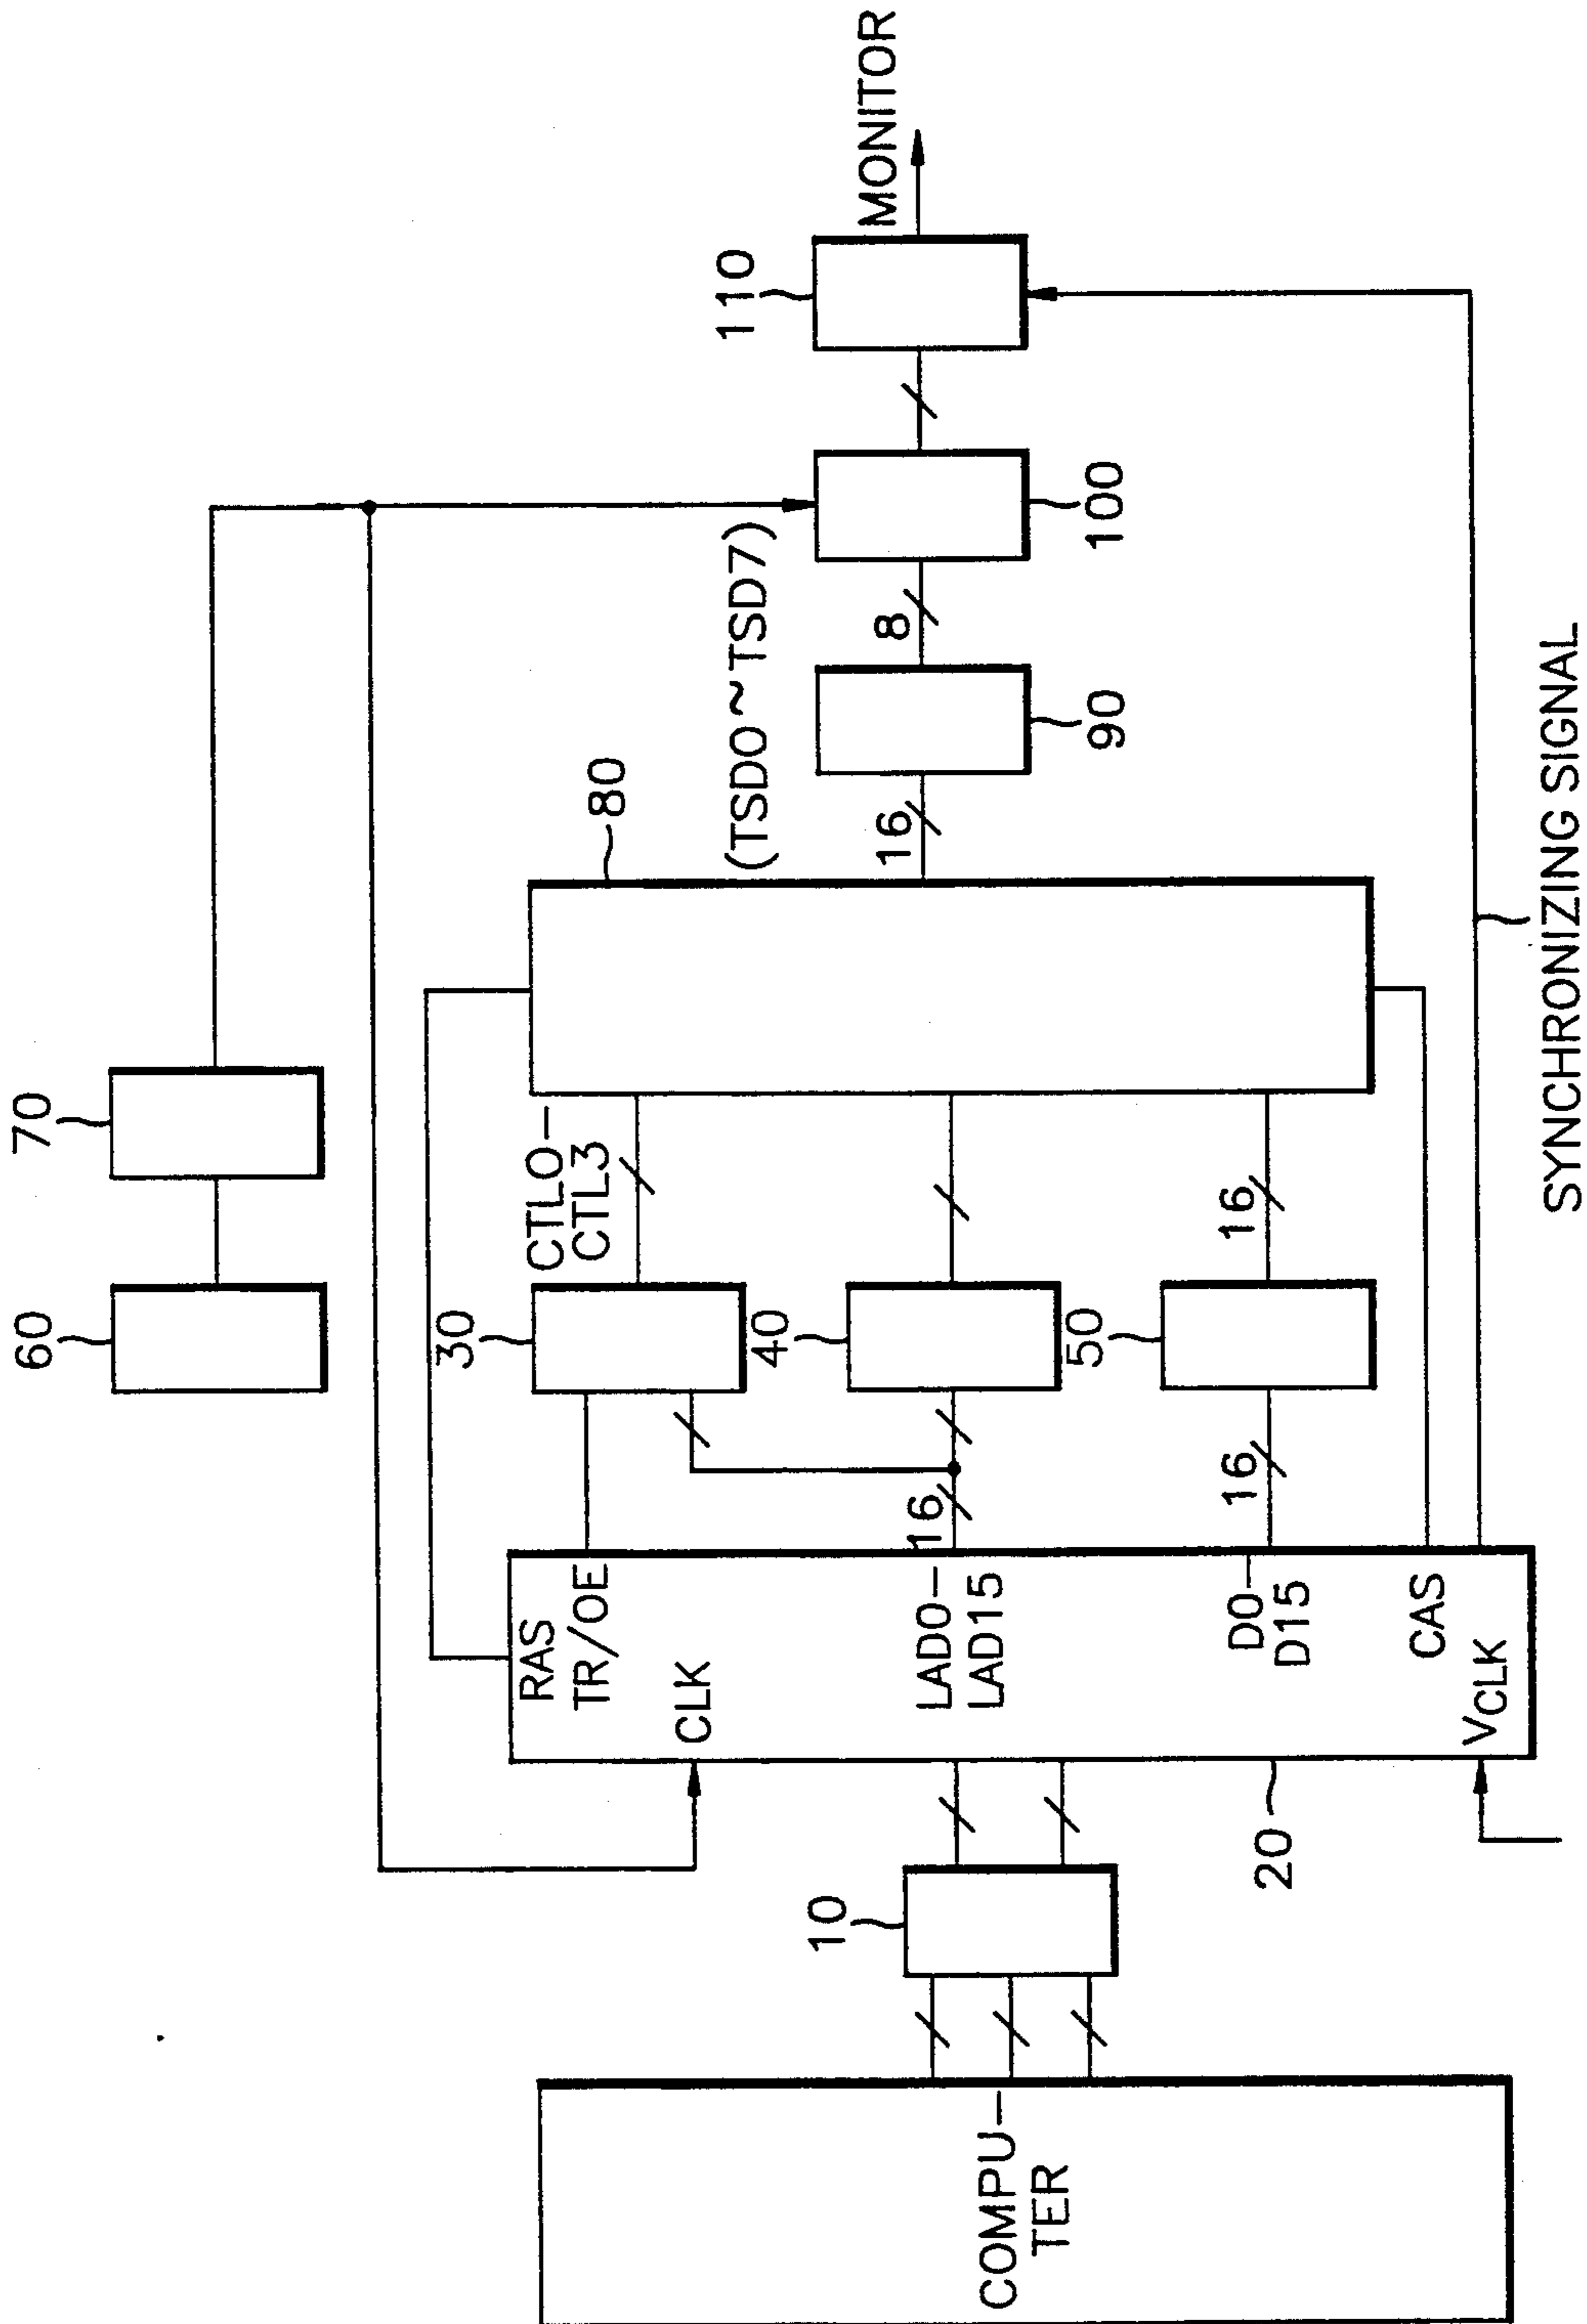 COMPU-
TER
10
20
RAS
TR/OE
CLK
LAD0-
LAD15
D0-
D15
CAS
VCLK
16
16
30
40
50
CTL0-
CTL3
16
60
70
80
16
90
8
(TSD0~TSD7)
100
110
MONITOR
SYNCHRONIZING SIGNAL